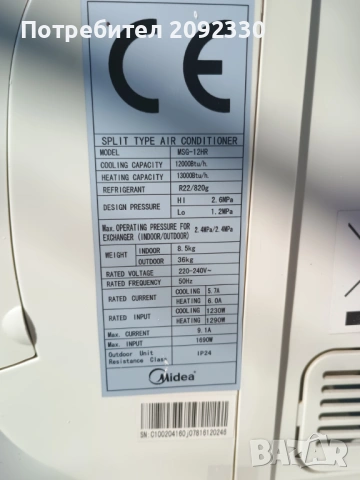 Потребител 2092330
CE
SPLIT TYPE AIR CONDITIONER
MODEL MSG-12HR
COOLING CAPACITY 12000Btu/h
HEATING CAPACITY 13000Btu/h
REFRIGERANT R22/820g
DESIGN PRESSURE HI 2.6MPa
Lo 1.2MPa
Max. OPERATING PRESSURE FOR EXCHANGER (INDOOR/OUTDOOR) 2.4MPa/2.4MPa
WEIGHT INDOOR 8.5kg
OUTDOOR 36kg
RATED VOLTAGE 220-240V~
RATED FREQUENCY 50Hz
RATED CURRENT COOLING 5.7A
HEATING 6.0A
RATED INPUT COOLING 1230W
HEATING 1290W
Max. CURRENT 9.1A
Max. INPUT 1690W
Outdoor Unit Resistance Class IP24
Midea
SN: C100204160j07816120246
BAZAR